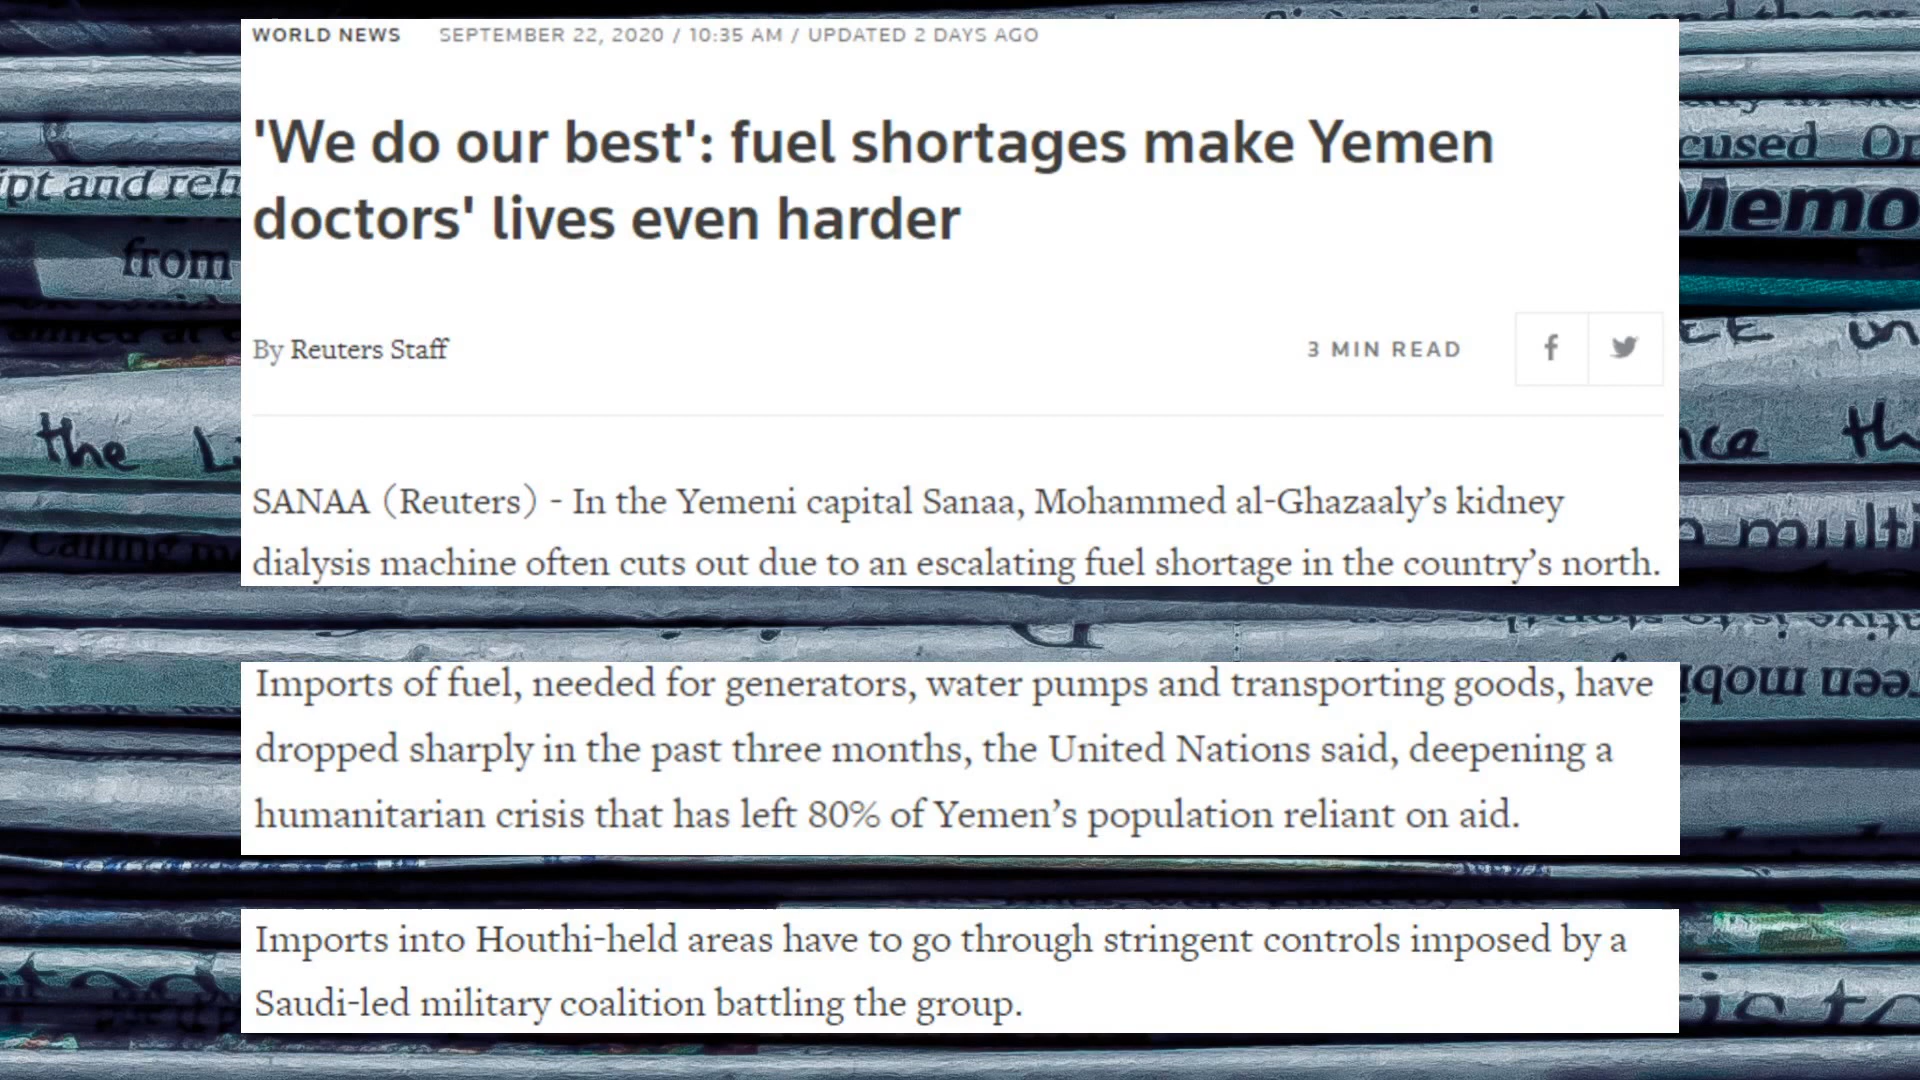 WORLD NEWS SEPTEMBER 22, 2020 / 10:35 AM / UPDATED 2 DAYS AGO
'We do our best': fuel shortages make Yemen
doctors' lives even harder
By Reuters Staff
3 MIN READ
SANAA (Reuters) - In the Yemeni capital Sanaa, Mohammed al-Ghazaaly’s kidney
dialysis machine often cuts out due to an escalating fuel shortage in the country’s north.
Imports of fuel, needed for generators, water pumps and transporting goods, have
dropped sharply in the past three months, the United Nations said, deepening a
humanitarian crisis that has left 80% of Yemen’s population reliant on aid.
Imports into Houthi-held areas have to go through stringent controls imposed by a
Saudi-led military coalition battling the group.
from
the